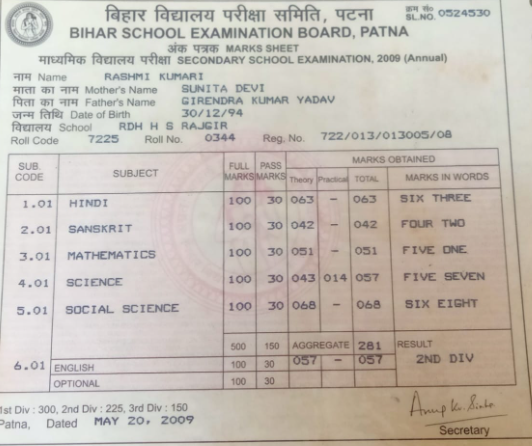 बिहार विद्यालय परीक्षा समिति, पटना
क्रम सं०
SL.NO. 0524530
BIHAR SCHOOL EXAMINATION BOARD, PATNA
अंक पत्रक MARKS SHEET
माध्यमिक विद्यालय परीक्षा SECONDARY SCHOOL EXAMINATION, 2009 (Annual)
नाम Name RASHMI KUMARI
माता का नाम Mother's Name SUNITA DEVI
पिता का नाम Father's Name GIRENDRA KUMAR YADAV
जन्म तिथि Date of Birth 30/12/94
विद्यालय School RDH H S RAJGIR
Roll Code 7225 Roll No. 0344 Reg. No. 722/013/013005/08
SUB. CODE SUBJECT FULL MARKS PASS MARKS MARKS OBTAINED
Theory Practical TOTAL MARKS IN WORDS
1.01 HINDI 100 30 063 - 063 SIX THREE
2.01 SANSKRIT 100 30 042 - 042 FOUR TWO
3.01 MATHEMATICS 100 30 051 - 051 FIVE ONE
4.01 SCIENCE 100 30 043 014 057 FIVE SEVEN
5.01 SOCIAL SCIENCE 100 30 068 - 068 SIX EIGHT
500 150 AGGREGATE 281 RESULT
6.01 ENGLISH 100 30 057 - 057 2ND DIV
OPTIONAL 100 30
1st Div : 300, 2nd Div : 225, 3rd Div : 150
Patna, Dated MAY 20, 2009
Secretary